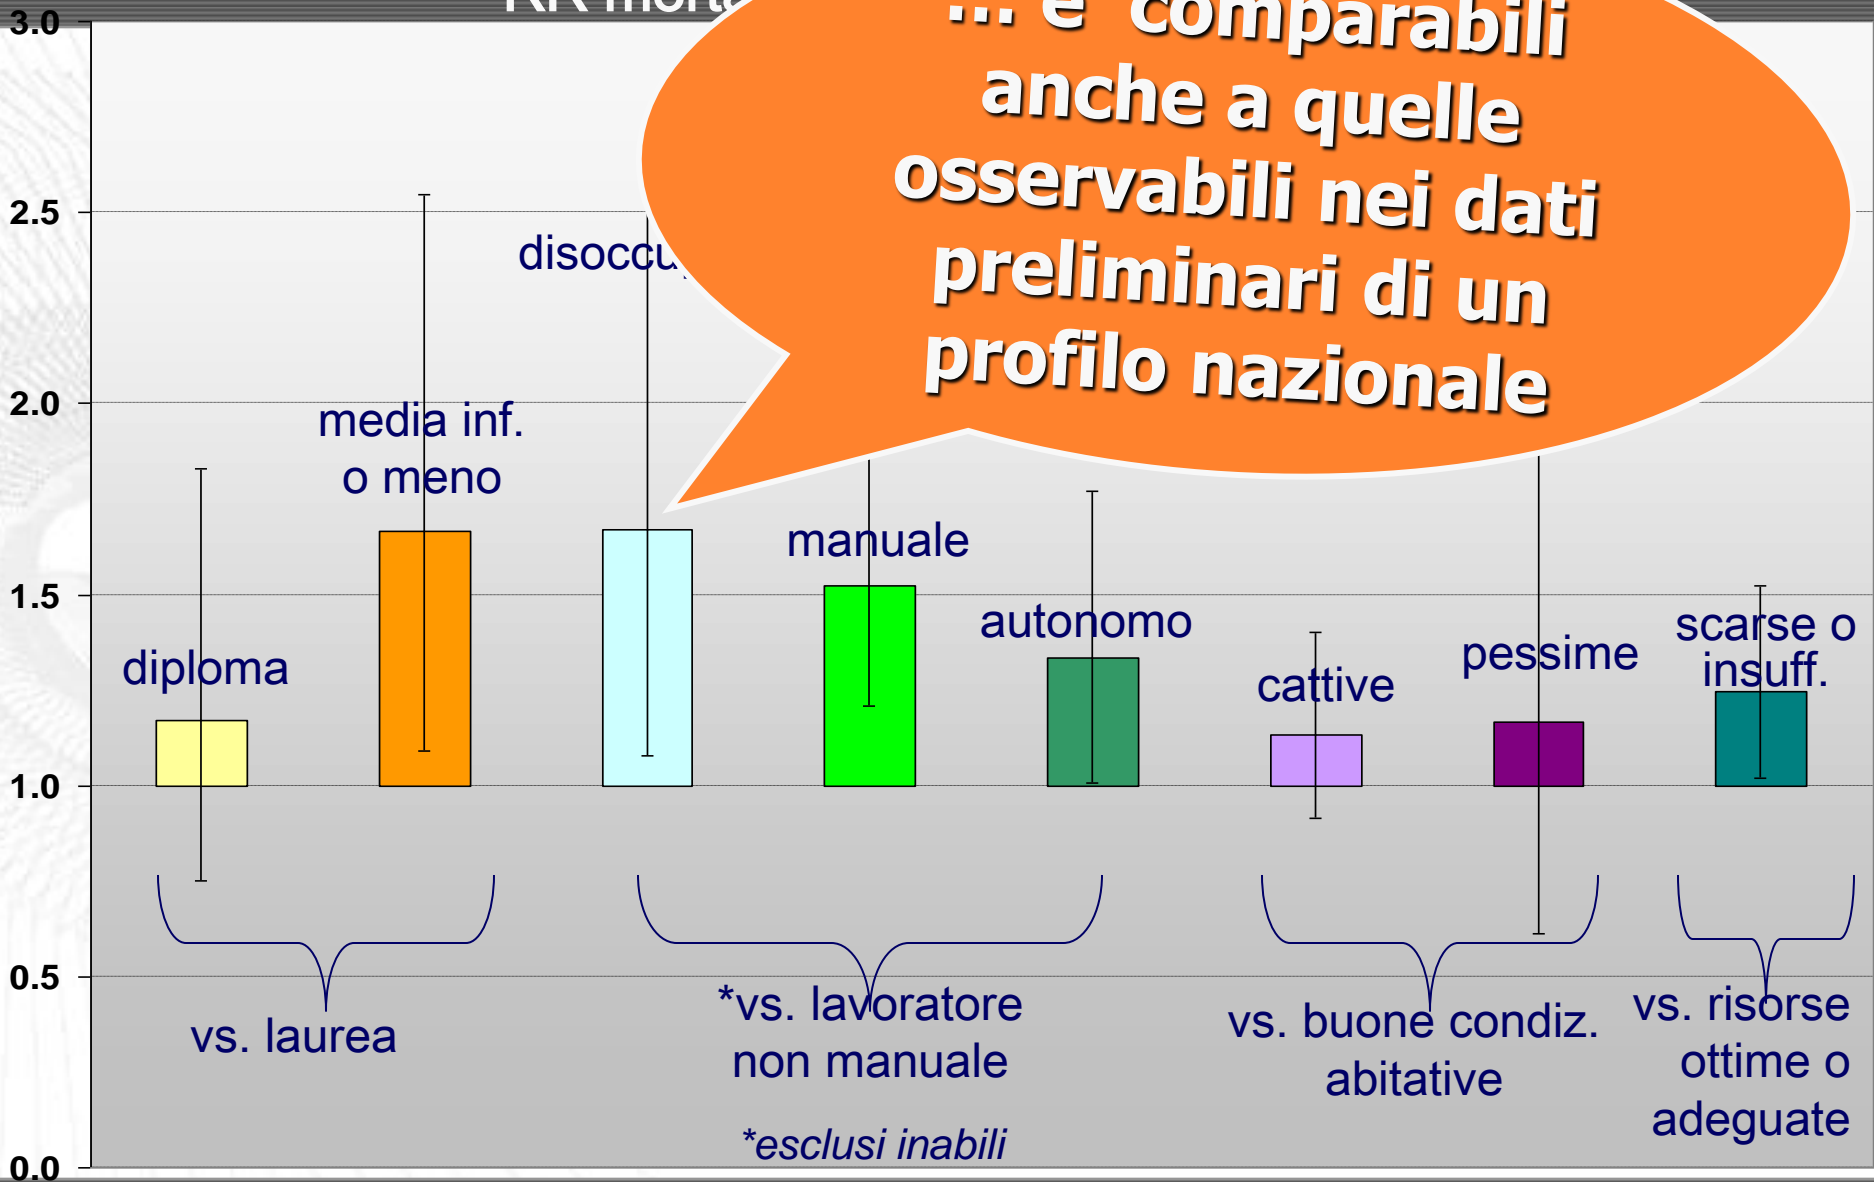 RR
... e' comparabili
anche a quelle
osservabili nei dati
preliminari di un
profilo nazionale
3.0
2.5
2.0
1.5
1.0
0.5
0.0
diploma
media inf.
o meno
manuale
autonomo
cattive
pessime
scarse o
insuff.
vs. laurea
*vs. lavoratore
non manuale
*esclusi inabili
vs. buone condiz.
abitative
vs. risorse
ottime o
adeguate